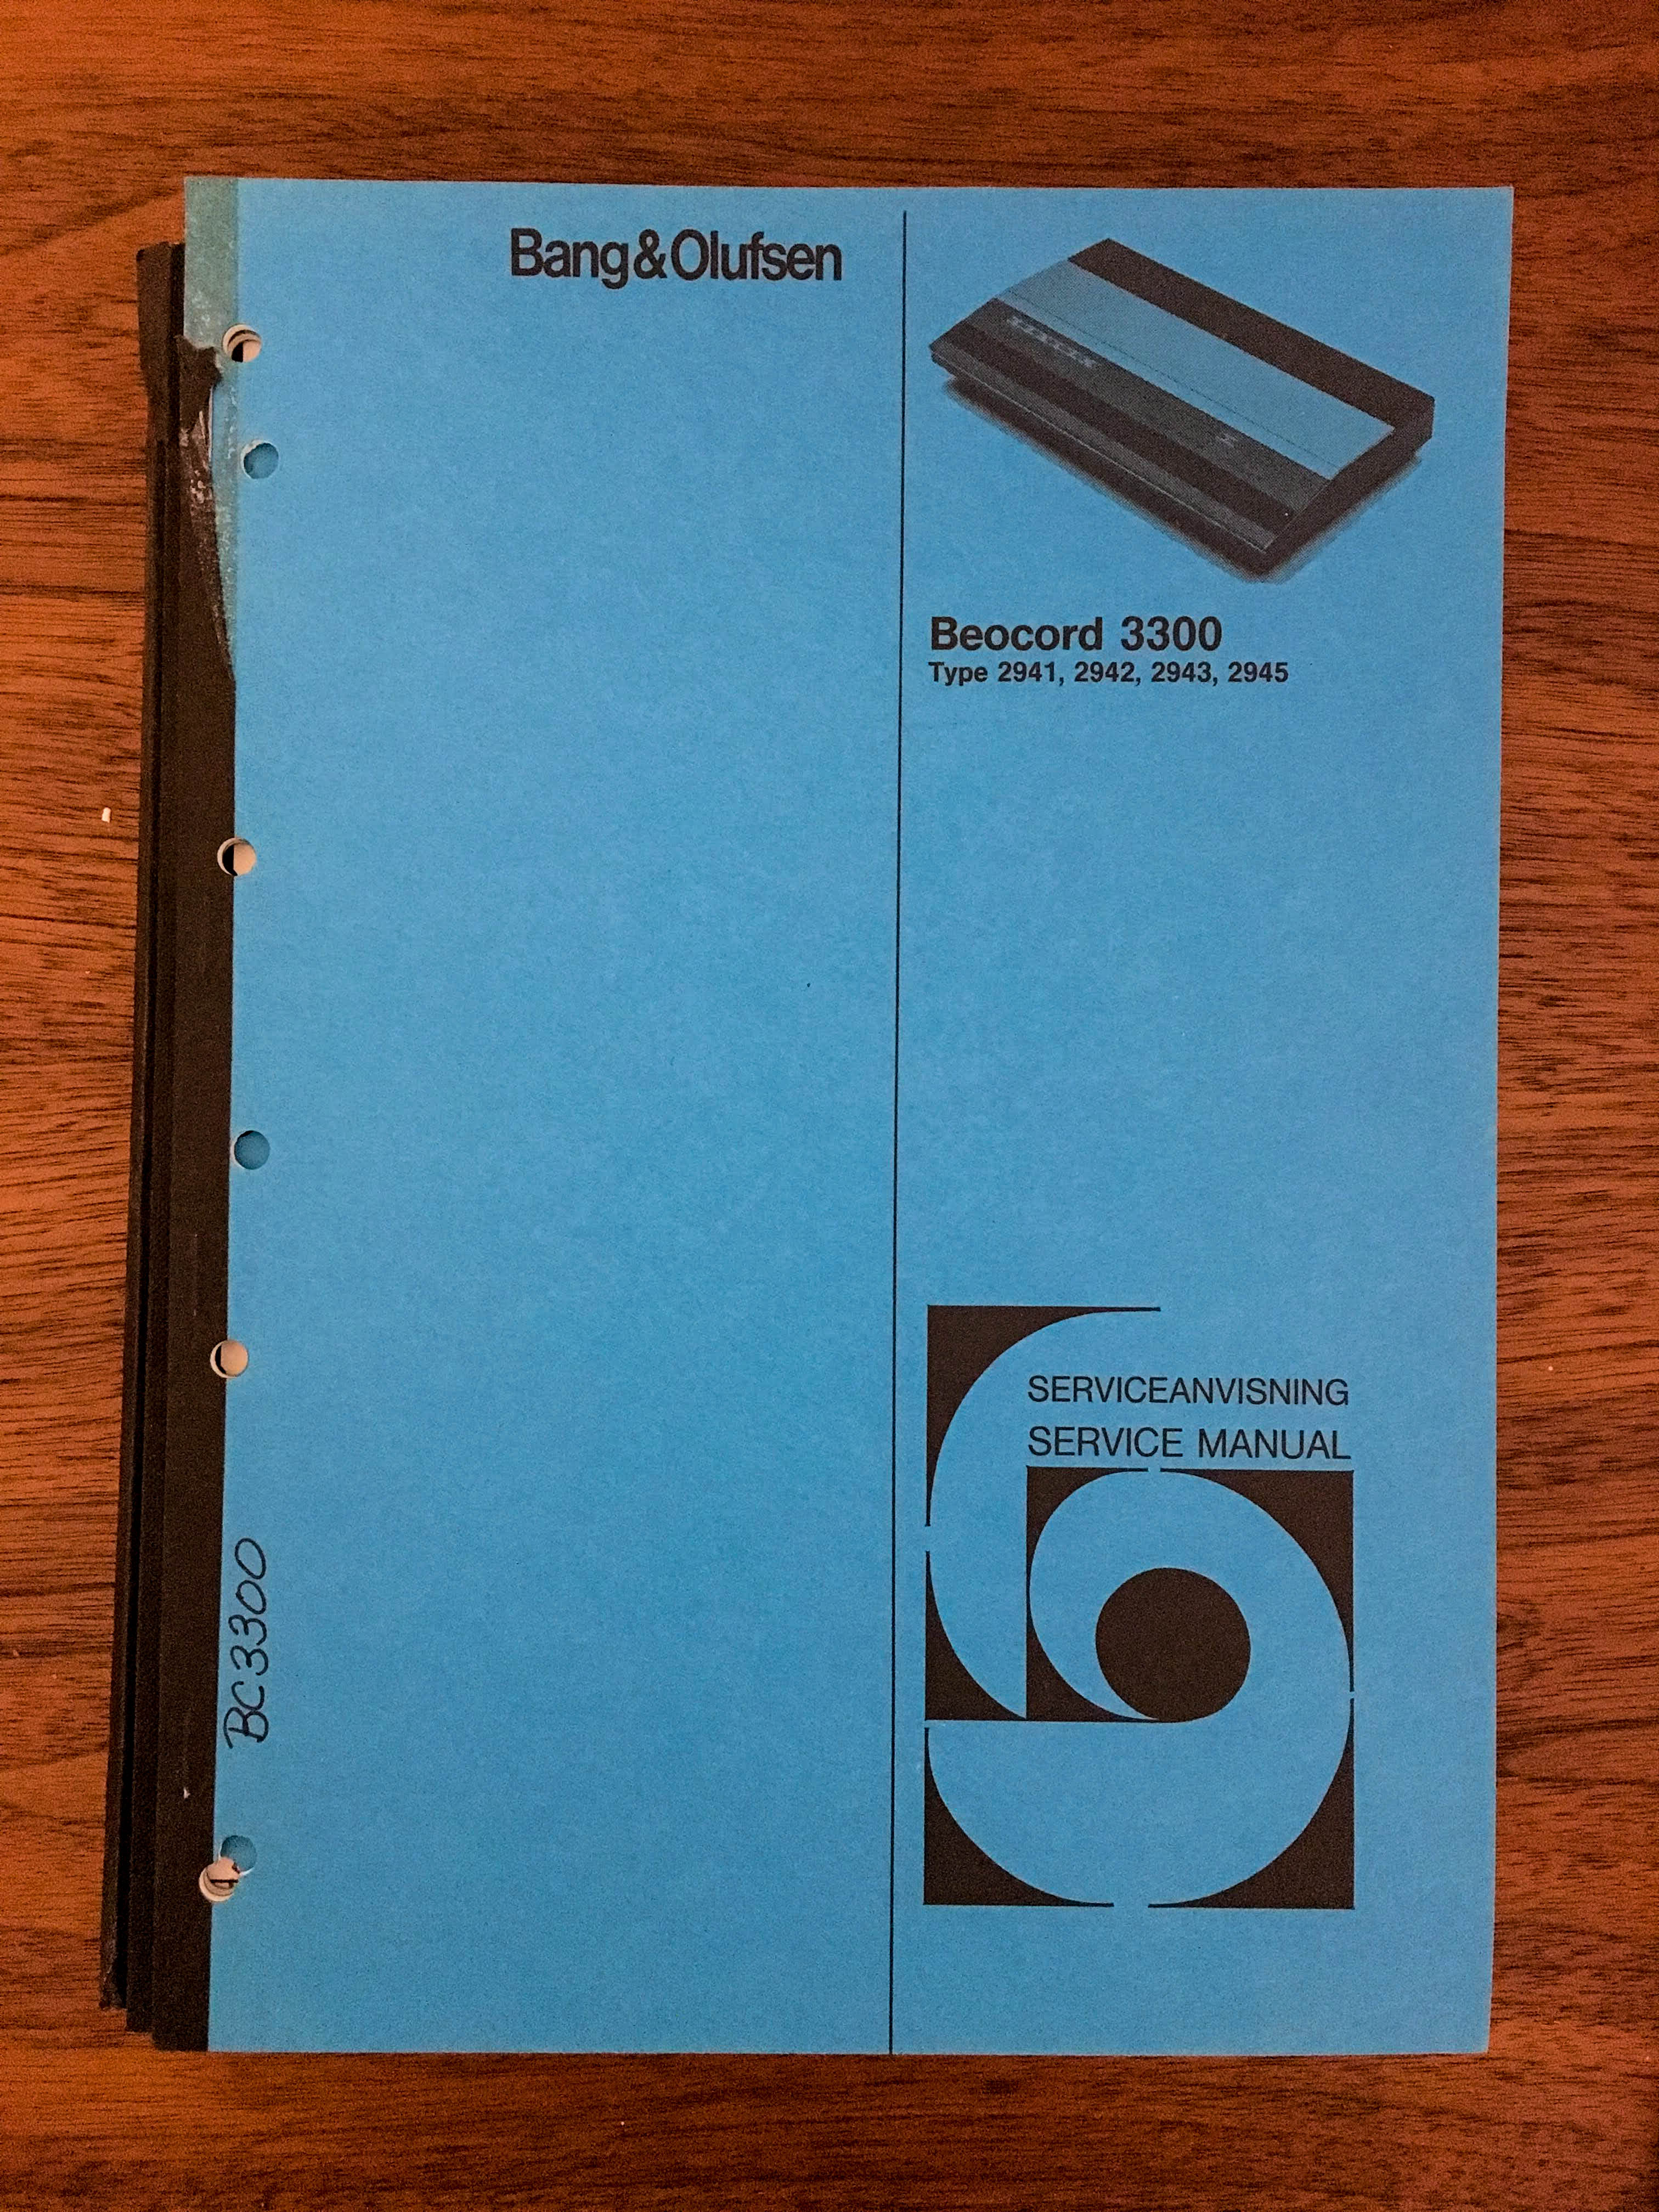 Bang&Olufsen
Beocord 3300
Type 2941, 2942, 2943, 2945
SERVICEANVISNING
SERVICE MANUAL
BC3300